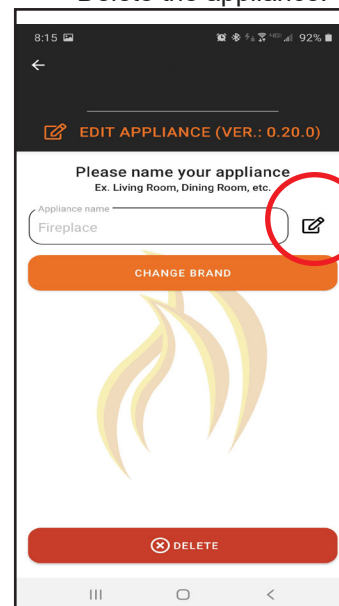 Delete the appliance.
8:15 92%
EDIT APPLIANCE (VER.: 0.20.0)
Please name your appliance
Ex. Living Room, Dining Room, etc.
Appliance name
Fireplace
CHANGE BRAND
DELETE